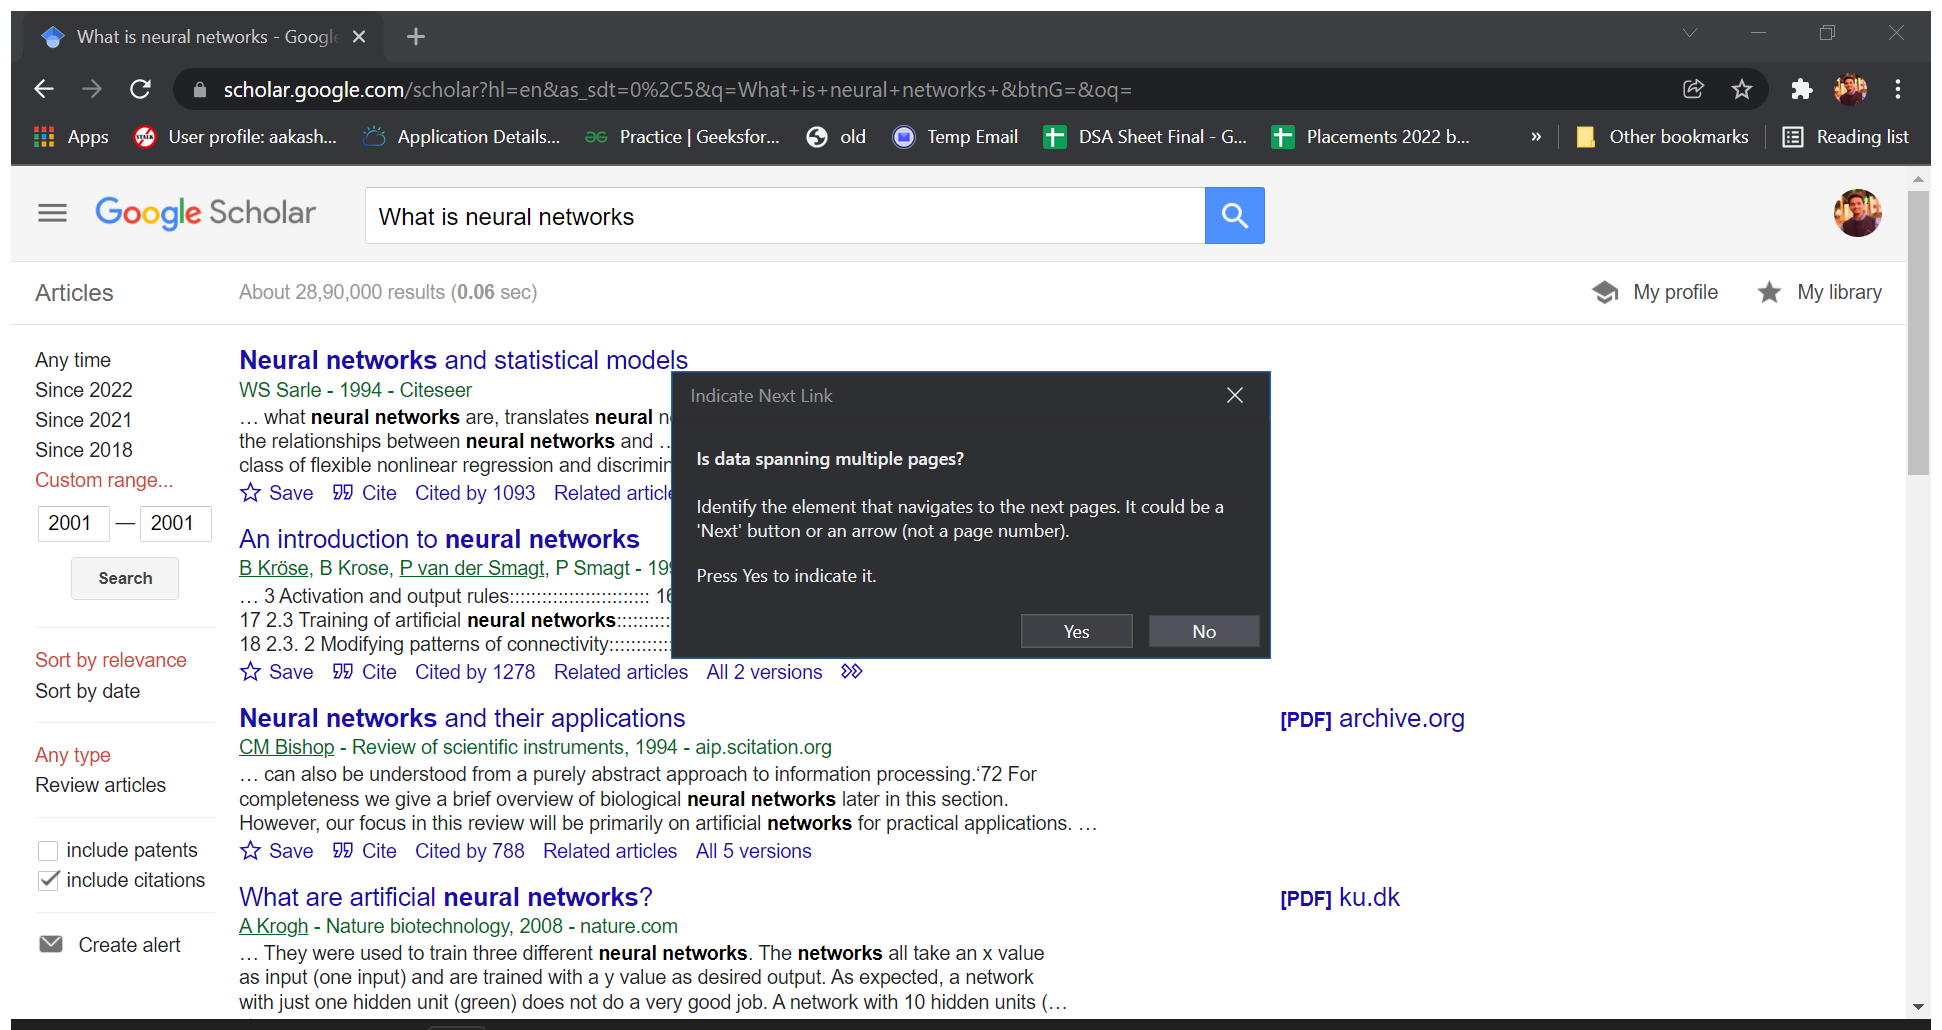 What is neural networks - Google
scholar.google.com/scholar?hl=en&as_sdt=0%2C5&q=What+is+neural+networks+&btnG=&oq=
Apps User profile: aakash... Application Details... Practice | Geeksfor... old Temp Email DSA Sheet Final - G... Placements 2022 b... » Other bookmarks Reading list
Google Scholar What is neural networks
Articles About 28,90,000 results (0.06 sec) My profile My library
Any time
Since 2022
Since 2021
Since 2018
Custom range...
2001 — 2001
Search
Sort by relevance
Sort by date
Any type
Review articles
include patents
include citations
Create alert
Neural networks and statistical models
WS Sarle - 1994 - Citeseer
… what neural networks are, translates neural n
the relationships between neural networks and …
class of flexible nonlinear regression and discrimin
Save Cite Cited by 1093 Related article
An introduction to neural networks
B Kröse, B Krose, P van der Smagt, P Smagt - 199
… 3 Activation and output rules:::::::::::::::::::::::::: 16
17 2.3 Training of artificial neural networks::::::::::
18 2.3. 2 Modifying patterns of connectivity::::::::::::
Save Cite Cited by 1278 Related articles All 2 versions
Neural networks and their applications
CM Bishop - Review of scientific instruments, 1994 - aip.scitation.org
… can also be understood from a purely abstract approach to information processing.‘72 For
completeness we give a brief overview of biological neural networks later in this section.
However, our focus in this review will be primarily on artificial networks for practical applications. …
Save Cite Cited by 788 Related articles All 5 versions
[PDF] archive.org
What are artificial neural networks?
A Krogh - Nature biotechnology, 2008 - nature.com
… They were used to train three different neural networks. The networks all take an x value
as input (one input) and are trained with a y value as desired output. As expected, a network
with just one hidden unit (green) does not do a very good job. A network with 10 hidden units (…
[PDF] ku.dk
Indicate Next Link
Is data spanning multiple pages?
Identify the element that navigates to the next pages. It could be a
'Next' button or an arrow (not a page number).
Press Yes to indicate it.
Yes No